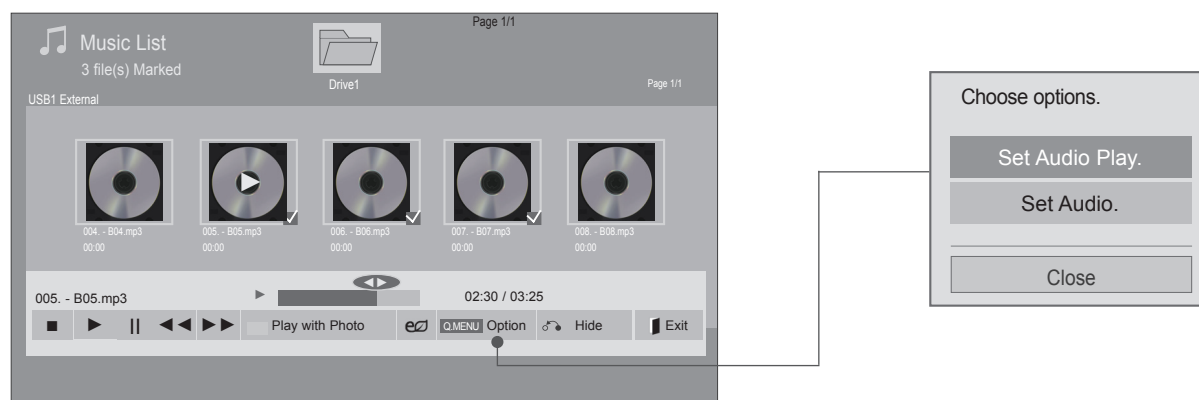 Page 1/1
Music List
3 file(s) Marked
Drive1
Page 1/1
USB1 External
004. - B04.mp3
00:00
005. - B05.mp3
00:00
006. - B06.mp3
00:00
007. - B07.mp3
00:00
008. - B08.mp3
00:00
005. - B05.mp3
02:30 / 03:25
Play with Photo
Q.MENU Option
Hide
Exit
Choose options.
Set Audio Play.
Set Audio.
Close